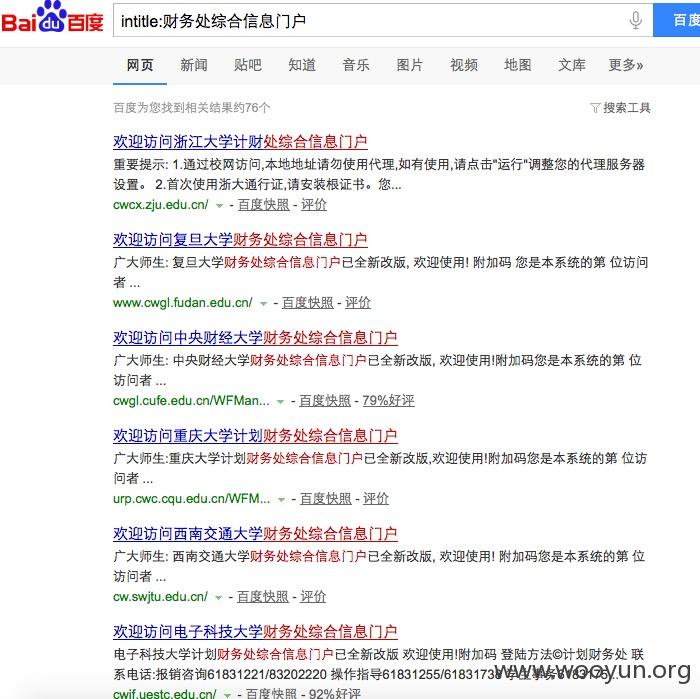 Bai du 百度 intitle:财务处综合信息门户 百度
网页 新闻 贴吧 知道 音乐 图片 视频 地图 文库 更多»
百度为您找到相关结果约76个 搜索工具
欢迎访问浙江大学计财处综合信息门户
重要提示: 1.通过校网访问,本地地址请勿使用代理,如有使用,请点击"运行"调整您的代理服务器
设置。 2.首次使用浙大通行证,请安装根证书。您...
cwcx.zju.edu.cn/ - 百度快照 - 评价
欢迎访问复旦大学财务处综合信息门户
广大师生: 复旦大学财务处综合信息门户已全新改版, 欢迎使用! 附加码 您是本系统的第 位访问
者 ...
www.cwgl.fudan.edu.cn/ - 百度快照 - 评价
欢迎访问中央财经大学财务处综合信息门户
广大师生: 中央财经大学财务处综合信息门户已全新改版, 欢迎使用!附加码您是本系统的第 位
访问者 ...
cwgl.cufe.edu.cn/WFMan... - 百度快照 - 79%好评
欢迎访问重庆大学计划财务处综合信息门户
广大师生:重庆大学计划财务处综合信息门户已全新改版,欢迎使用!附加码您是本系统的第 位访
问者 ...
urp.cwc.cqu.edu.cn/WFM... - 百度快照 - 评价
欢迎访问西南交通大学财务处综合信息门户
广大师生: 西南交通大学财务处综合信息门户已全新改版, 欢迎使用! 附加码您是本系统的第 位
访问者 ...
cw.swjtu.edu.cn/ - 百度快照 - 评价
欢迎访问电子科技大学财务处综合信息门户
电子科技大学计划财务处综合信息门户已全新改版 欢迎使用!附加码 登陆方法©计划财务处 联
系电话:报销咨询61831221/83202220 操作指导61831255/61831738 学生事务
www.wooyun.org
cwjf.uestc.edu.cn/ - 百度快照 - 92%好评